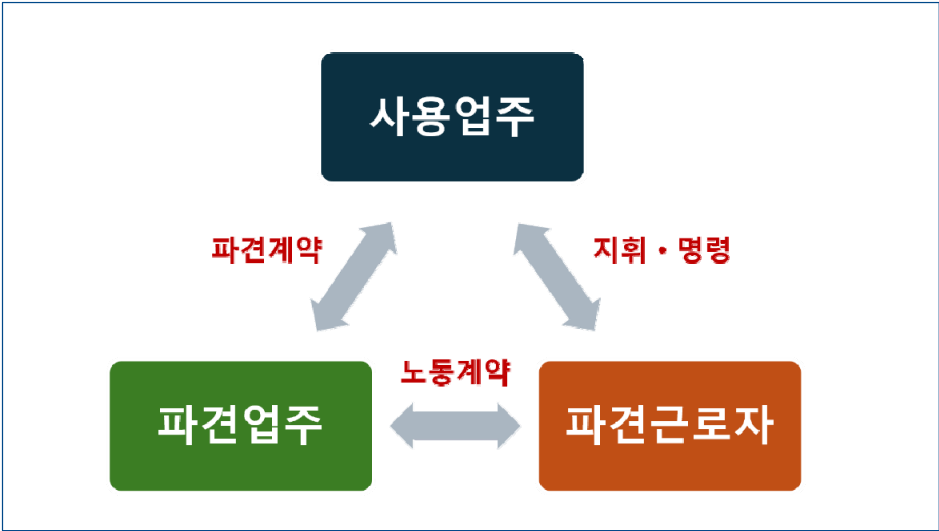 사용업주
파견계약
지휘・명령
노동계약
파견업주
파견근로자